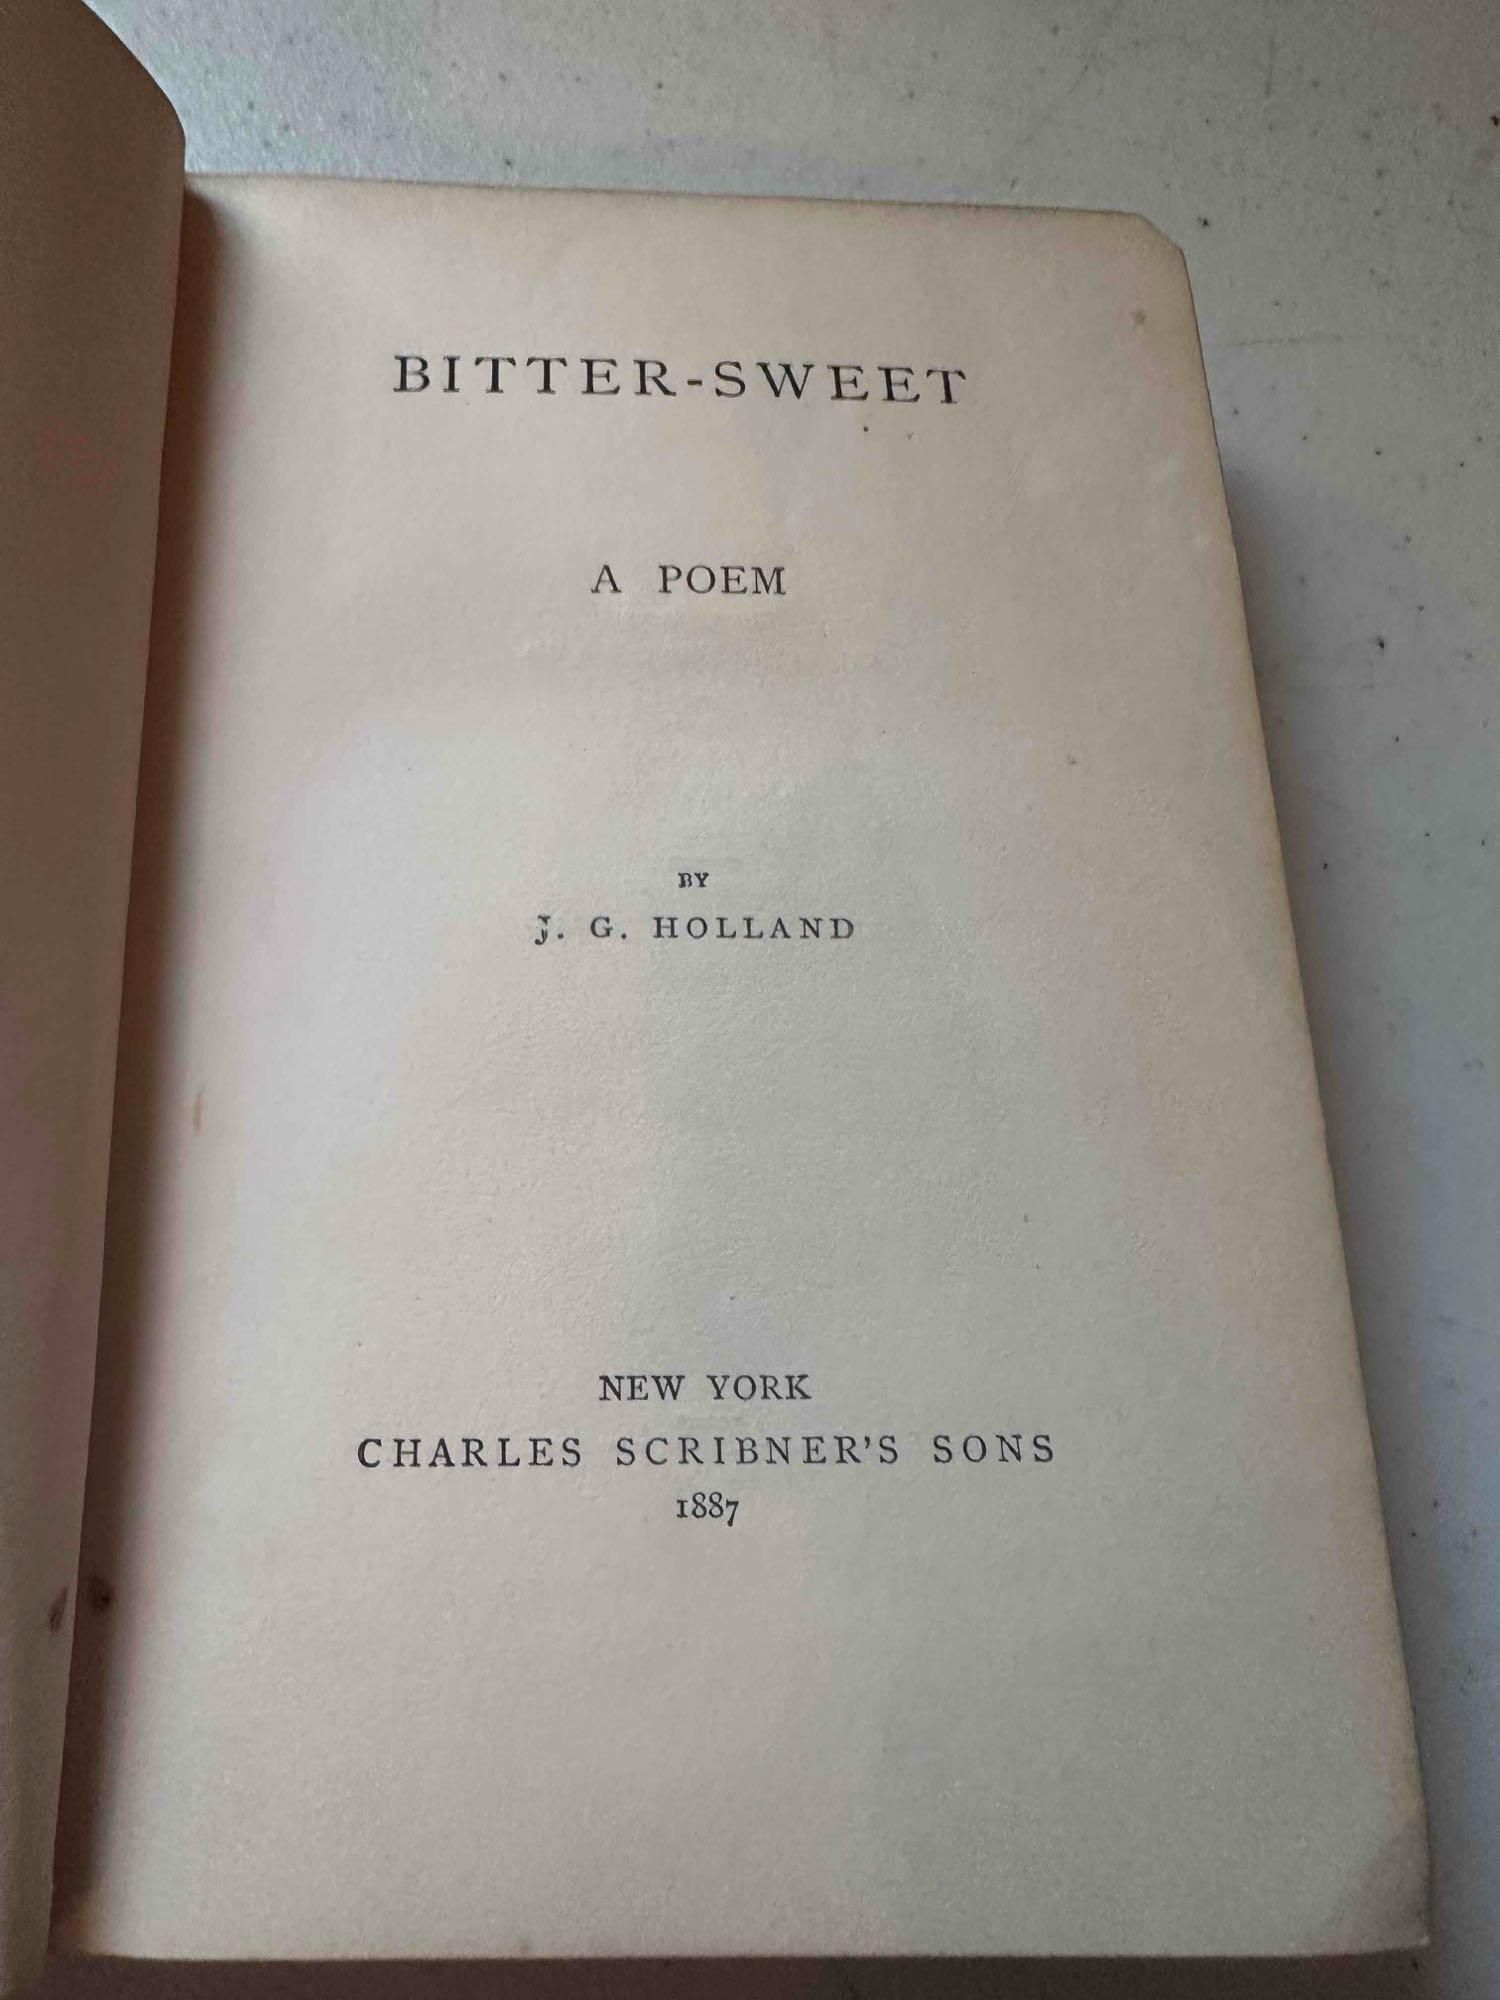 BITTER-SWEET
A POEM
BY
J. G. HOLLAND
NEW YORK
CHARLES SCRIBNER'S SONS
1887